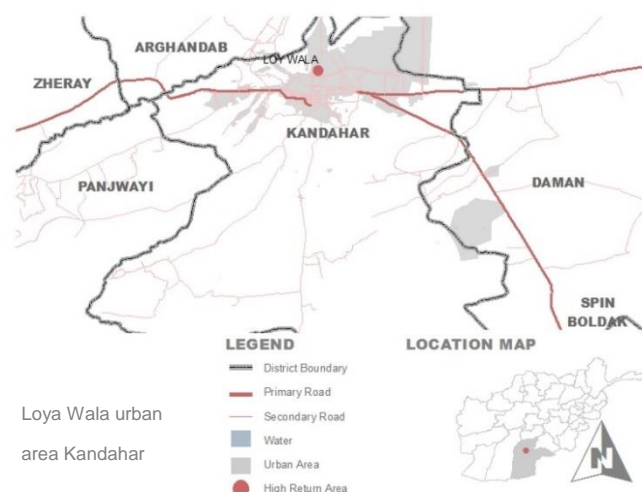 ARGHANDAB
LOY WALA
ZHERAY
KANDAHAR
PANJWAYI
DAMAN
SPIN
BOLDAK
LEGEND
District Boundary
Primary Road
Secondary Road
Water
Urban Area
High Return Area
LOCATION MAP
N
Loya Wala urban
area Kandahar